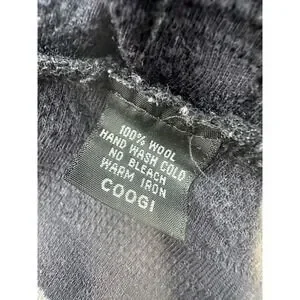 100% WOOL
HAND WASH COLD
NO BLEACH
WARM IRON
COOGI